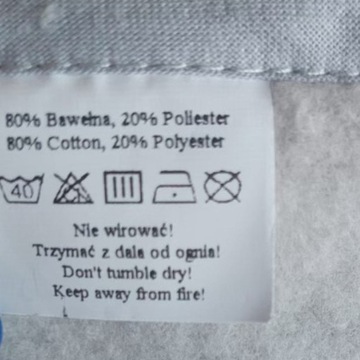 80% Bawełna, 20% Poliester
80% Cotton, 20% Polyester
40
Nie wirować!
Trzymać z dala od ognia!
Don't tumble dry!
Keep away from fire!